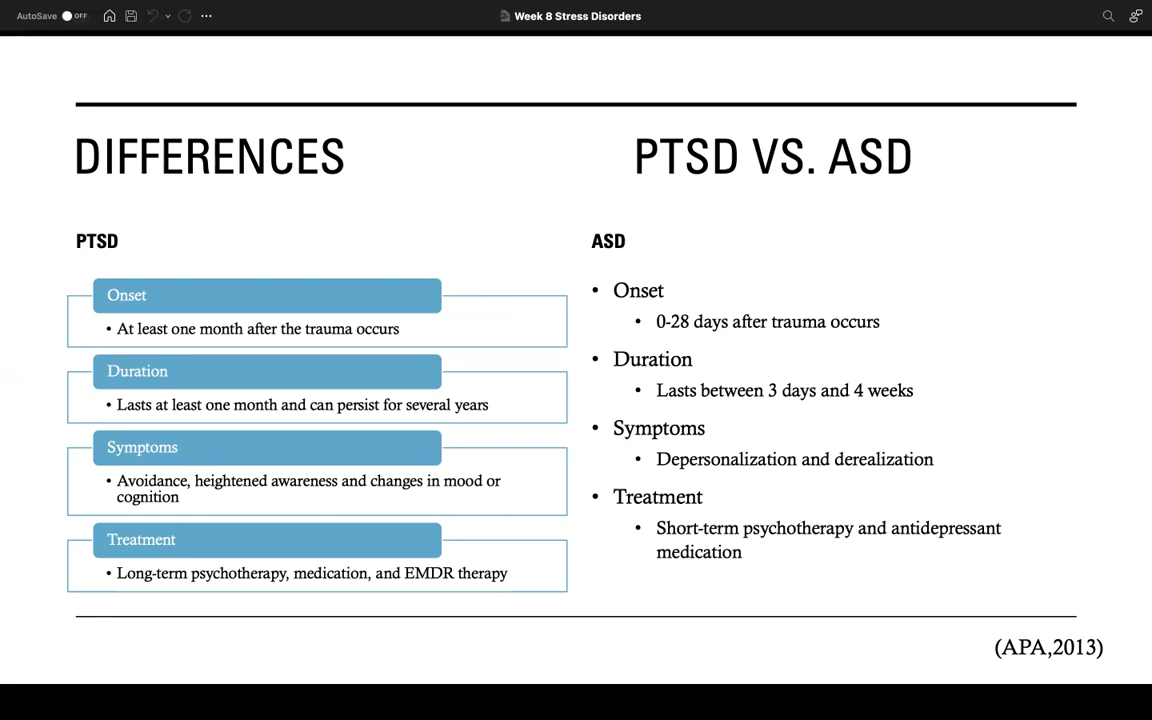 AutoSave OFF
Week 8 Stress Disorders
DIFFERENCES
PTSD VS. ASD
PTSD
Onset
• At least one month after the trauma occurs
Duration
• Lasts at least one month and can persist for several years
Symptoms
• Avoidance, heightened awareness and changes in mood or
cognition
Treatment
• Long-term psychotherapy, medication, and EMDR therapy
ASD
• Onset
• 0-28 days after trauma occurs
• Duration
• Lasts between 3 days and 4 weeks
• Symptoms
• Depersonalization and derealization
• Treatment
• Short-term psychotherapy and antidepressant
medication
(APA,2013)